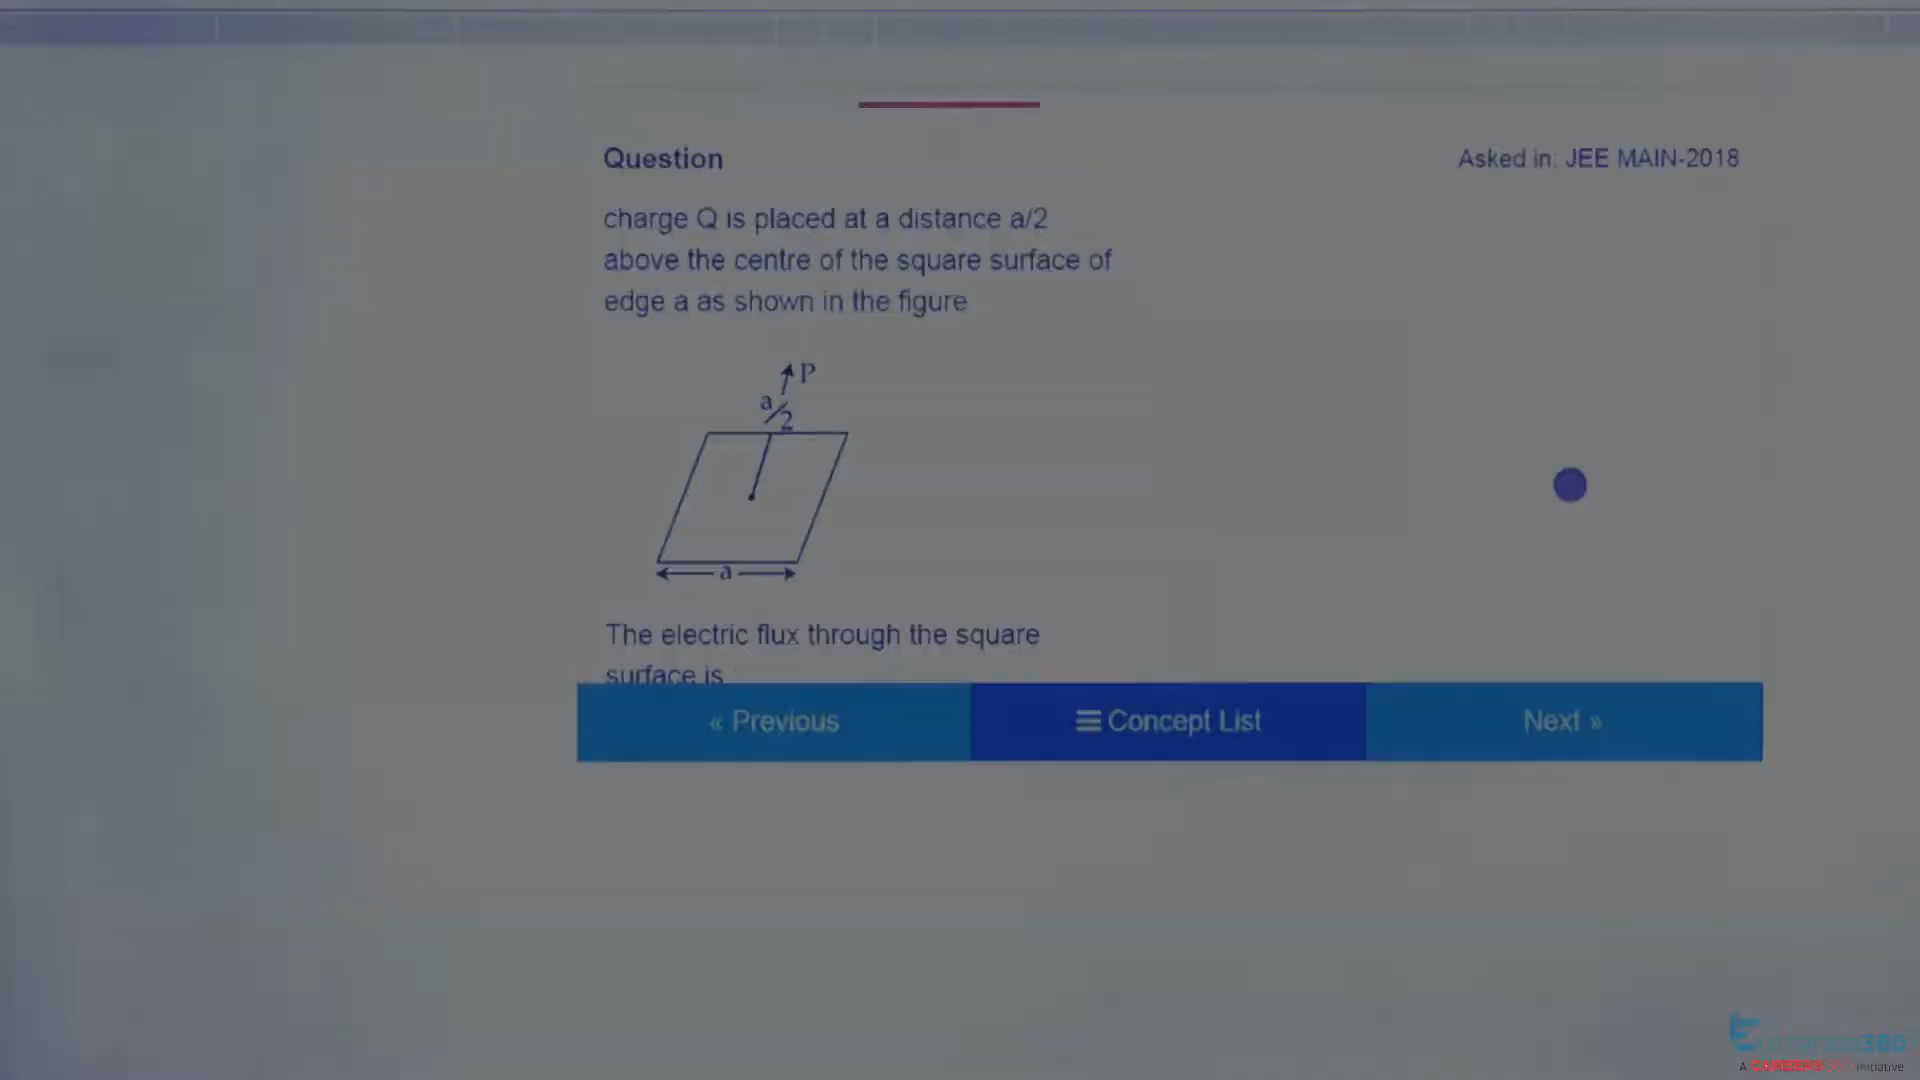 Question
Asked in: JEE MAIN-2018
charge Q is placed at a distance a/2
above the centre of the square surface of
edge a as shown in the figure
P
a/2
a
The electric flux through the square
surface is
« Previous
Concept List
Next »
A CAREERS360 Initiative